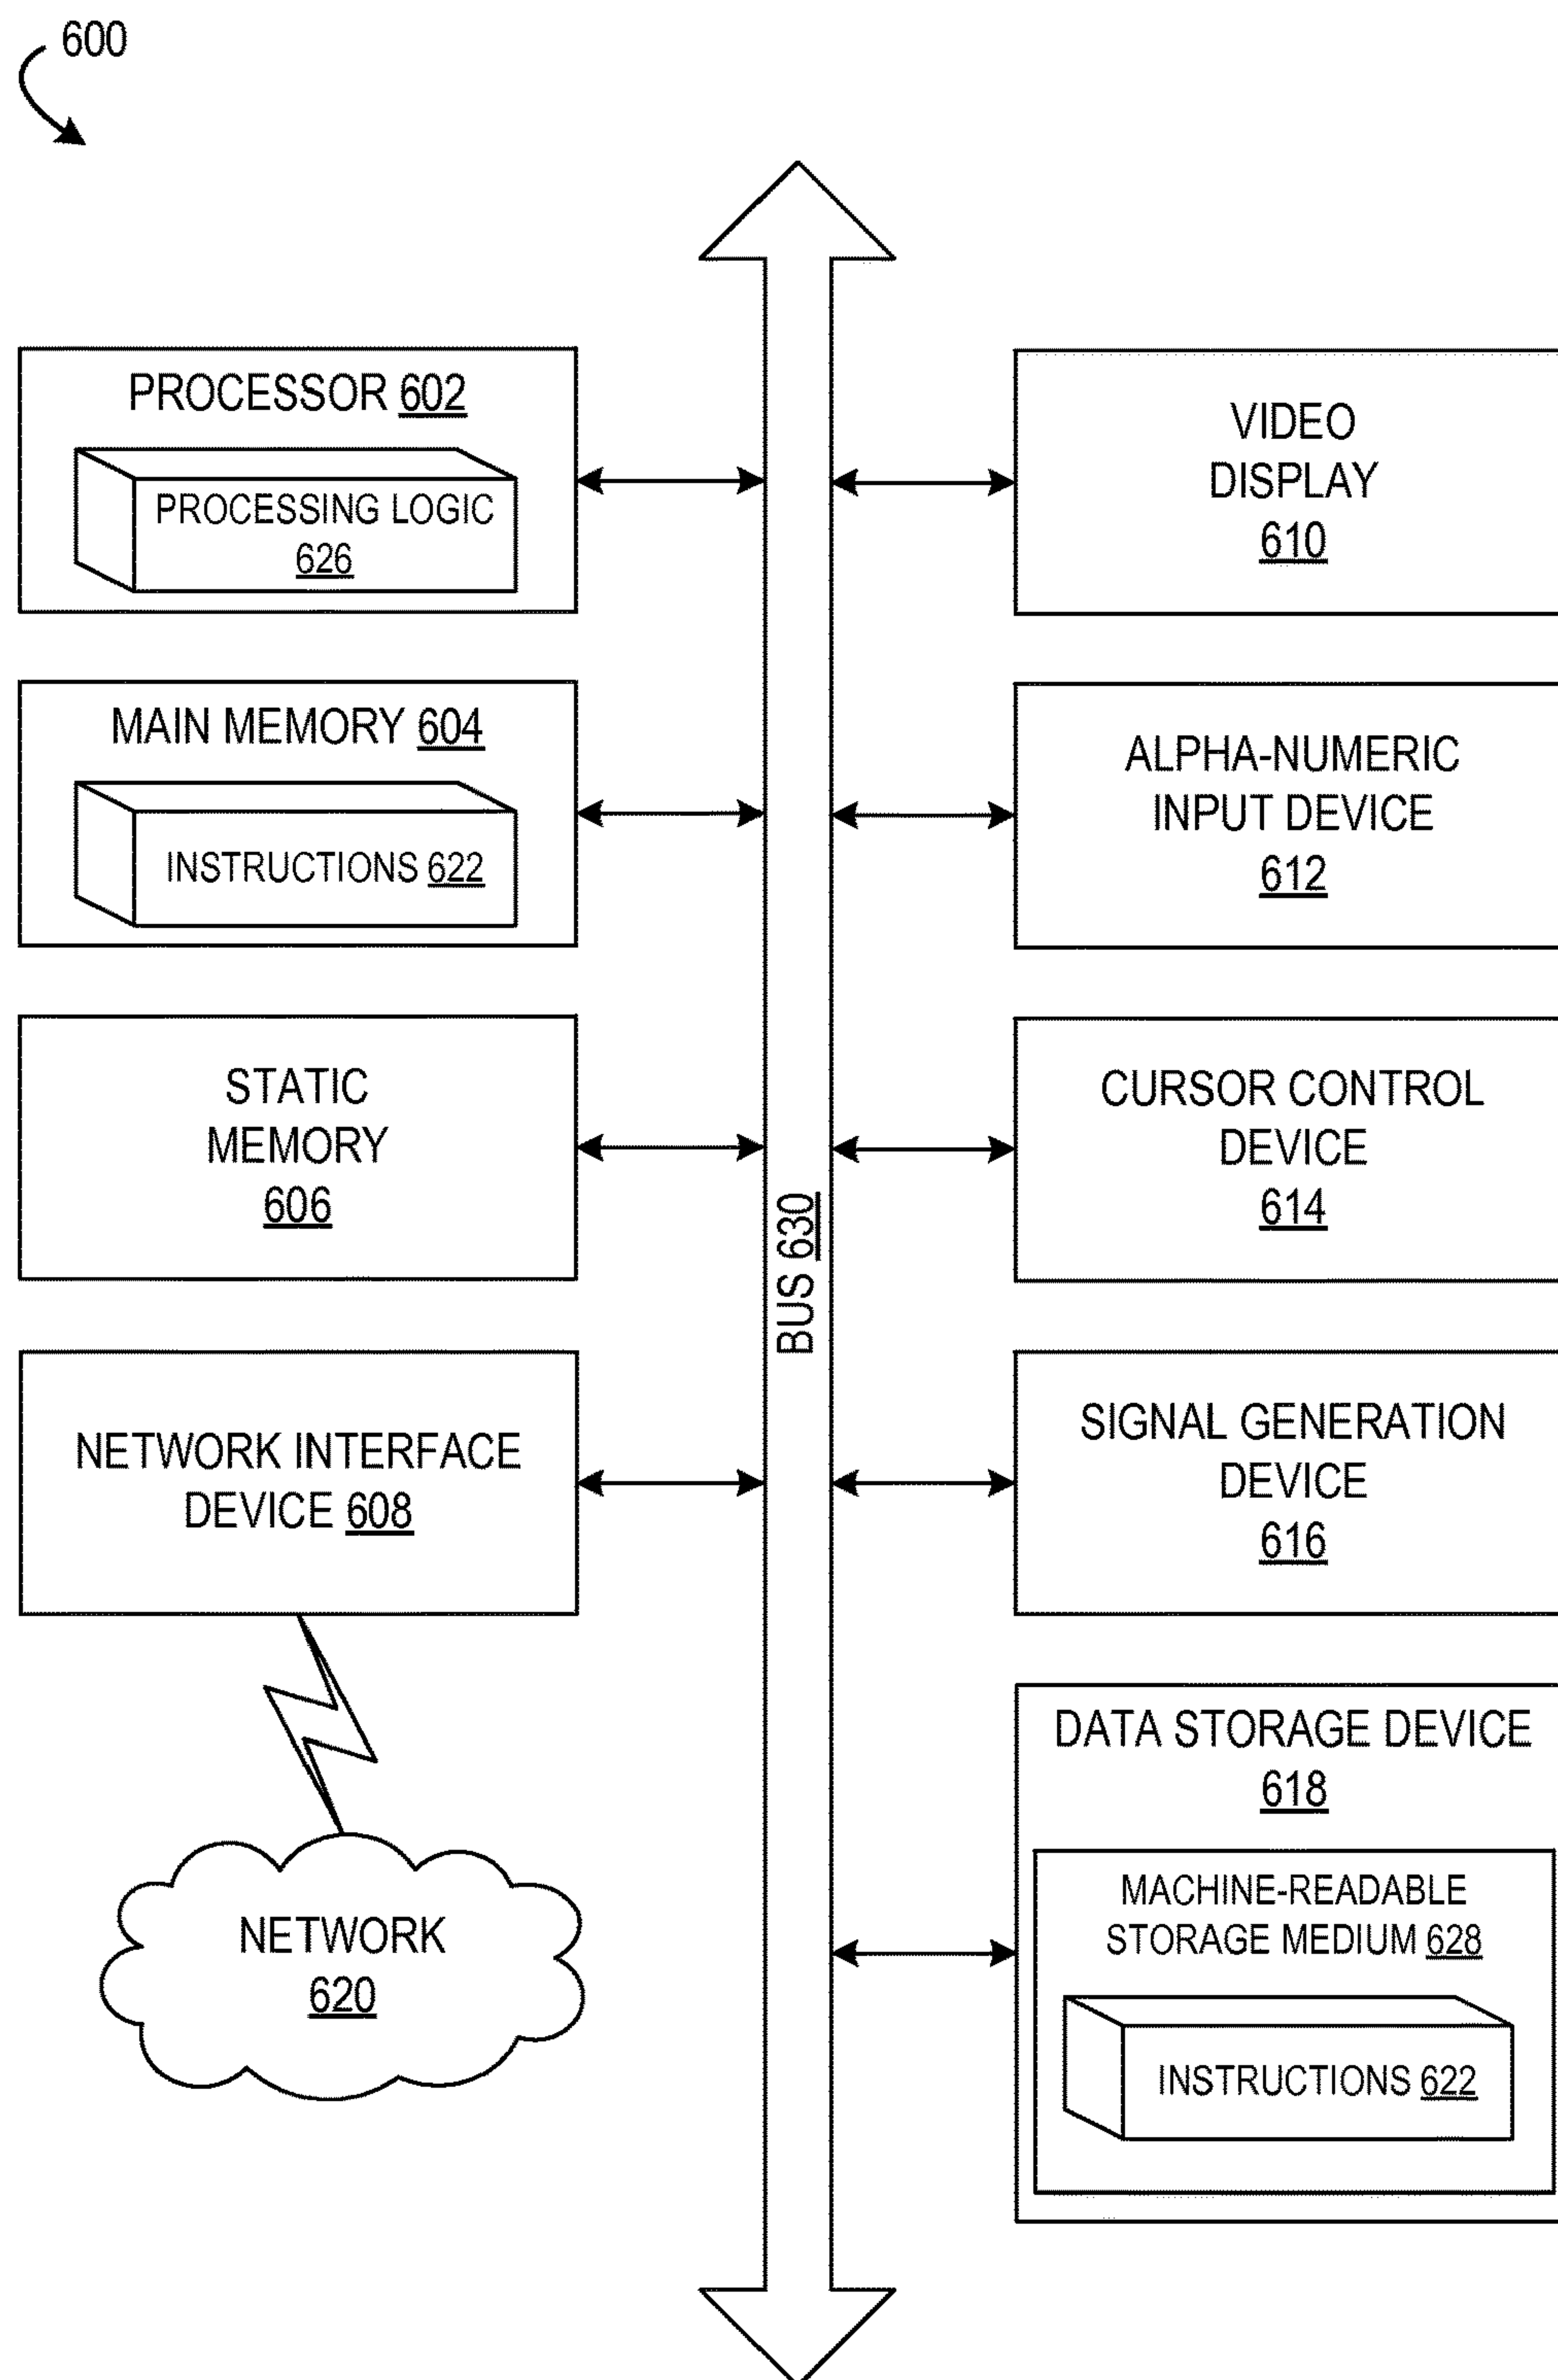 600
PROCESSOR 602
PROCESSING LOGIC
626
MAIN MEMORY 604
INSTRUCTIONS 622
STATIC
MEMORY
606
NETWORK INTERFACE
DEVICE 608
NETWORK
620
BUS 630
VIDEO
DISPLAY
610
ALPHA-NUMERIC
INPUT DEVICE
612
CURSOR CONTROL
DEVICE
614
SIGNAL GENERATION
DEVICE
616
DATA STORAGE DEVICE
618
MACHINE-READABLE
STORAGE MEDIUM 628
INSTRUCTIONS 622